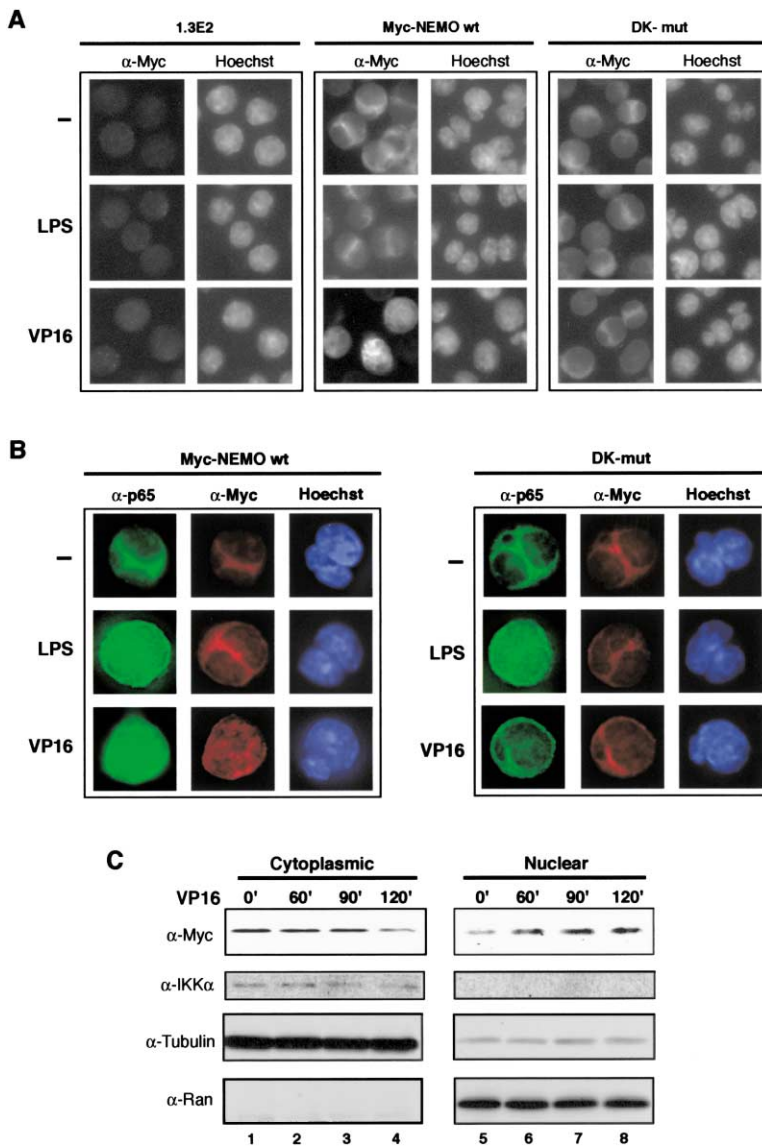 A
1.3E2 Myc-NEMO wt DK- mut
α-Myc Hoechst α-Myc Hoechst α-Myc Hoechst
–
LPS
VP16
B
Myc-NEMO wt DK-mut
α-p65 α-Myc Hoechst α-p65 α-Myc Hoechst
– –
LPS LPS
VP16 VP16
C
Cytoplasmic Nuclear
VP16 0' 60' 90' 120' 0' 60' 90' 120'
α-Myc
α-IKKα
α-Tubulin
α-Ran
1 2 3 4 5 6 7 8